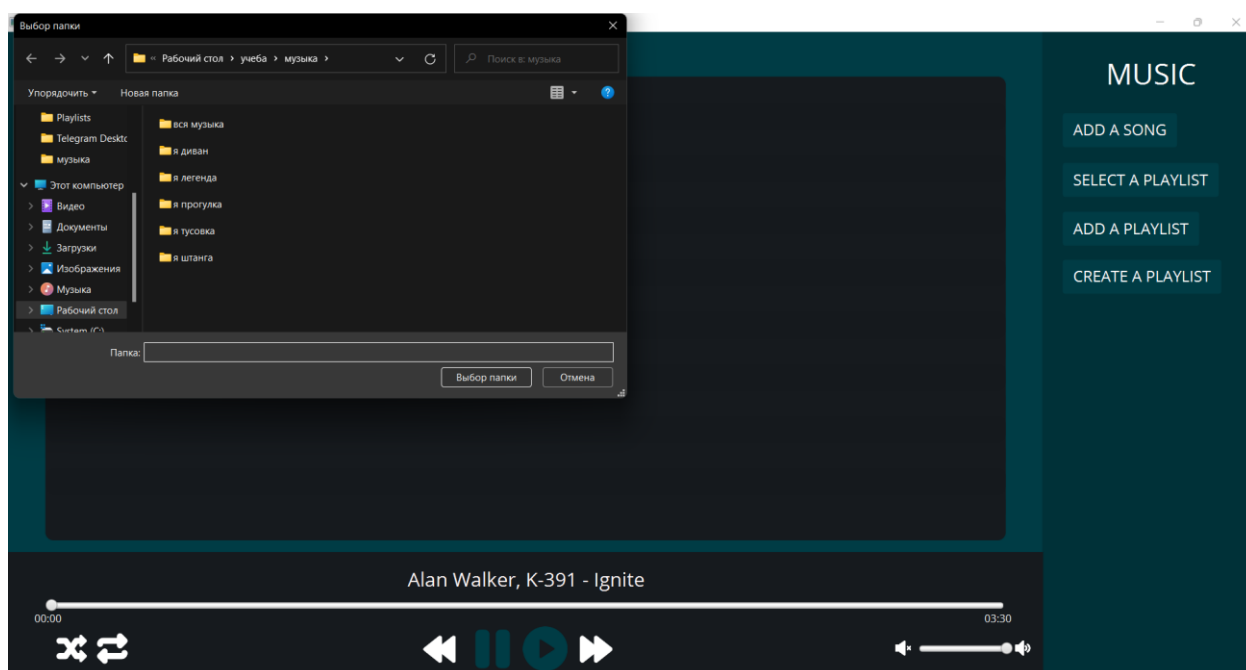 Выбор папки
« Рабочий стол › учеба › музыка ›
Поиск в: музыка
Упорядочить
Новая папка
Playlists
Telegram Desktc
музыка
Этот компьютер
Видео
Документы
Загрузки
Изображения
Музыка
Рабочий стол
System (C:)
вся музыка
я диван
я легенда
я прогулка
я тусовка
я штанга
Папка:
Выбор папки
Отмена
MUSIC
ADD A SONG
SELECT A PLAYLIST
ADD A PLAYLIST
CREATE A PLAYLIST
Alan Walker, K-391 - Ignite
00:00
03:30